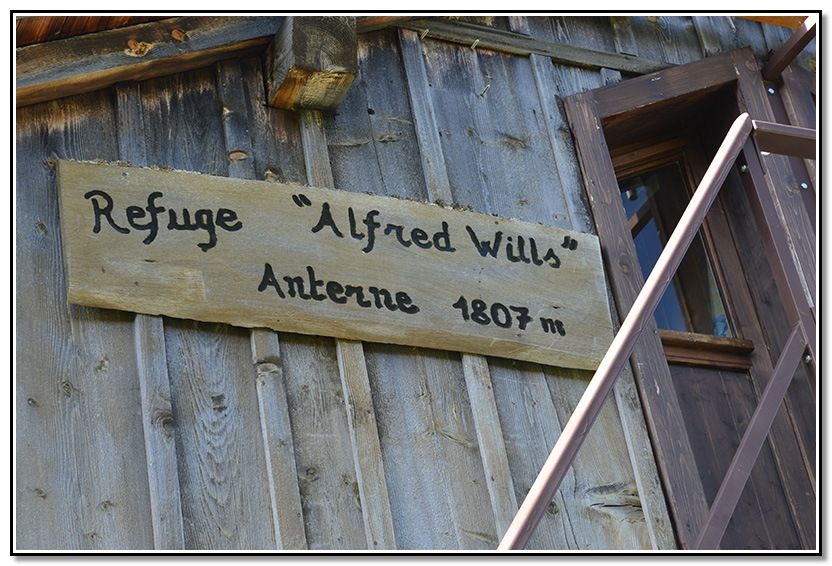 Refuge "Alfred Wills"
Anterne 1807 m